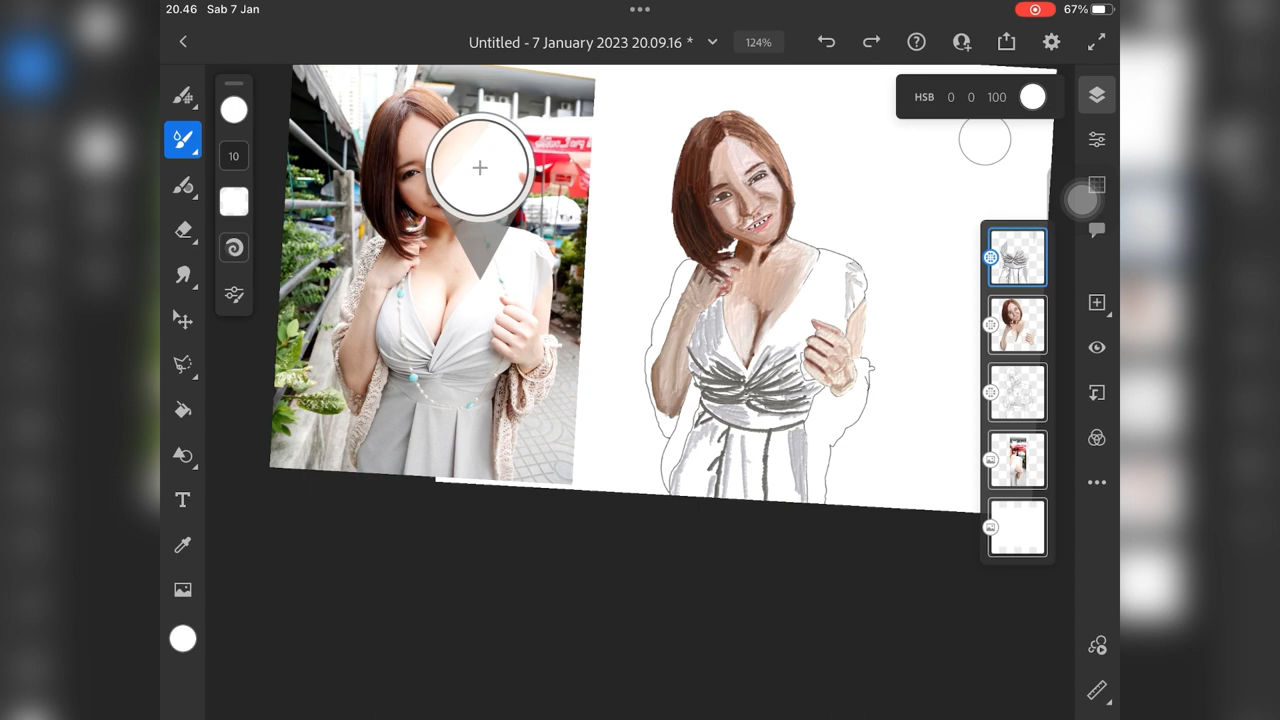 20.46 Sab 7 Jan
67%
Untitled - 7 January 2023 20.09.16 *
124%
HSB 0 0 100
10
T